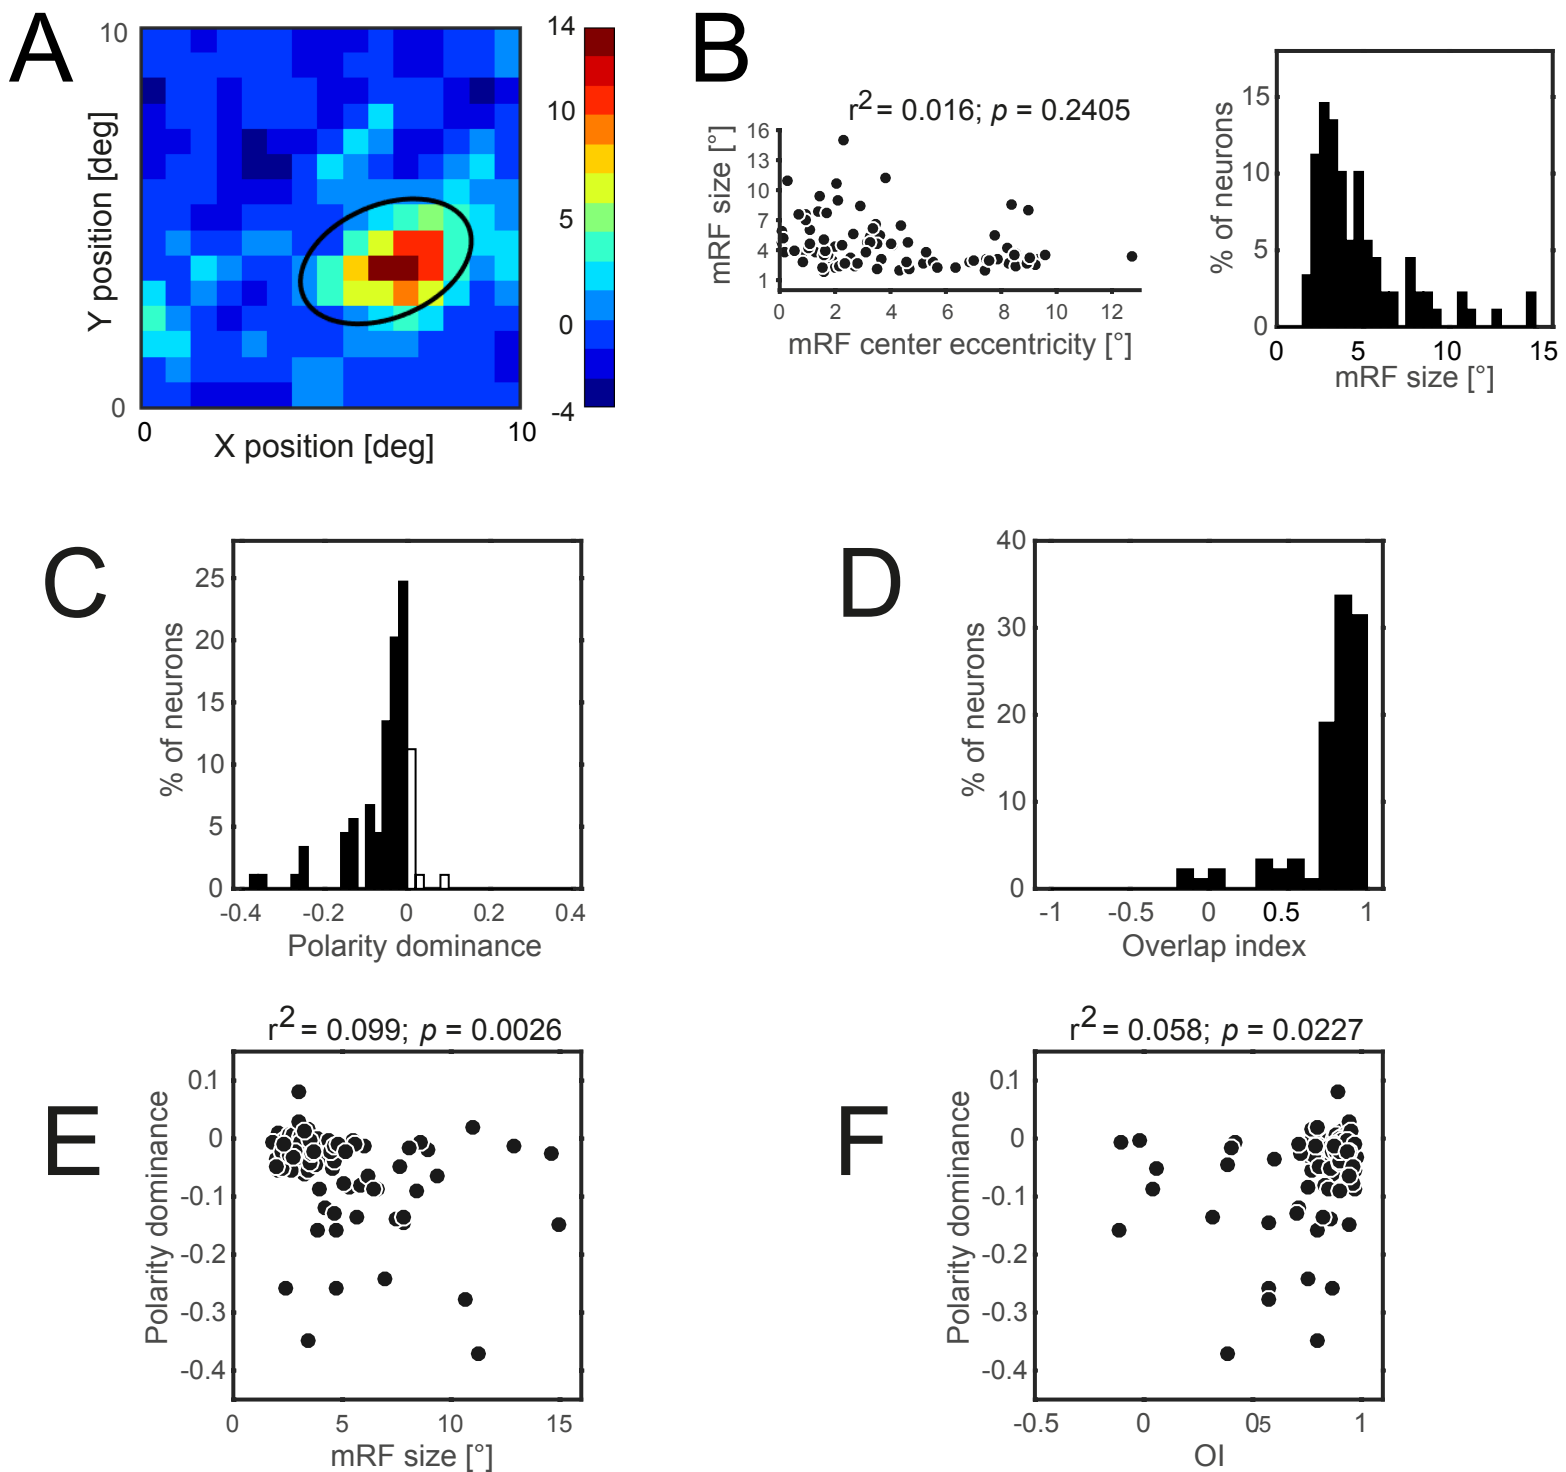 A
10
Y position [deg]
0
0
X position [deg]
10
14
10
5
0
-4
B
r2 = 0.016; p = 0.2405
mRF size [°]
16
13
10
7
4
1
0 2 4 6 8 10 12
mRF center eccentricity [°]
% of neurons
15
10
5
0
0 5 10 15
mRF size [°]
C
% of neurons
25
20
15
10
5
0
-0.4 -0.2 0 0.2 0.4
Polarity dominance
D
% of neurons
40
30
20
10
0
-1 -0.5 0 0.5 1
Overlap index
E
r2 = 0.099; p = 0.0026
Polarity dominance
0.1
0
-0.1
-0.2
-0.3
-0.4
0 5 10 15
mRF size [°]
F
r2 = 0.058; p = 0.0227
Polarity dominance
0.1
0
-0.1
-0.2
-0.3
-0.4
-0.5 0 05 1
OI